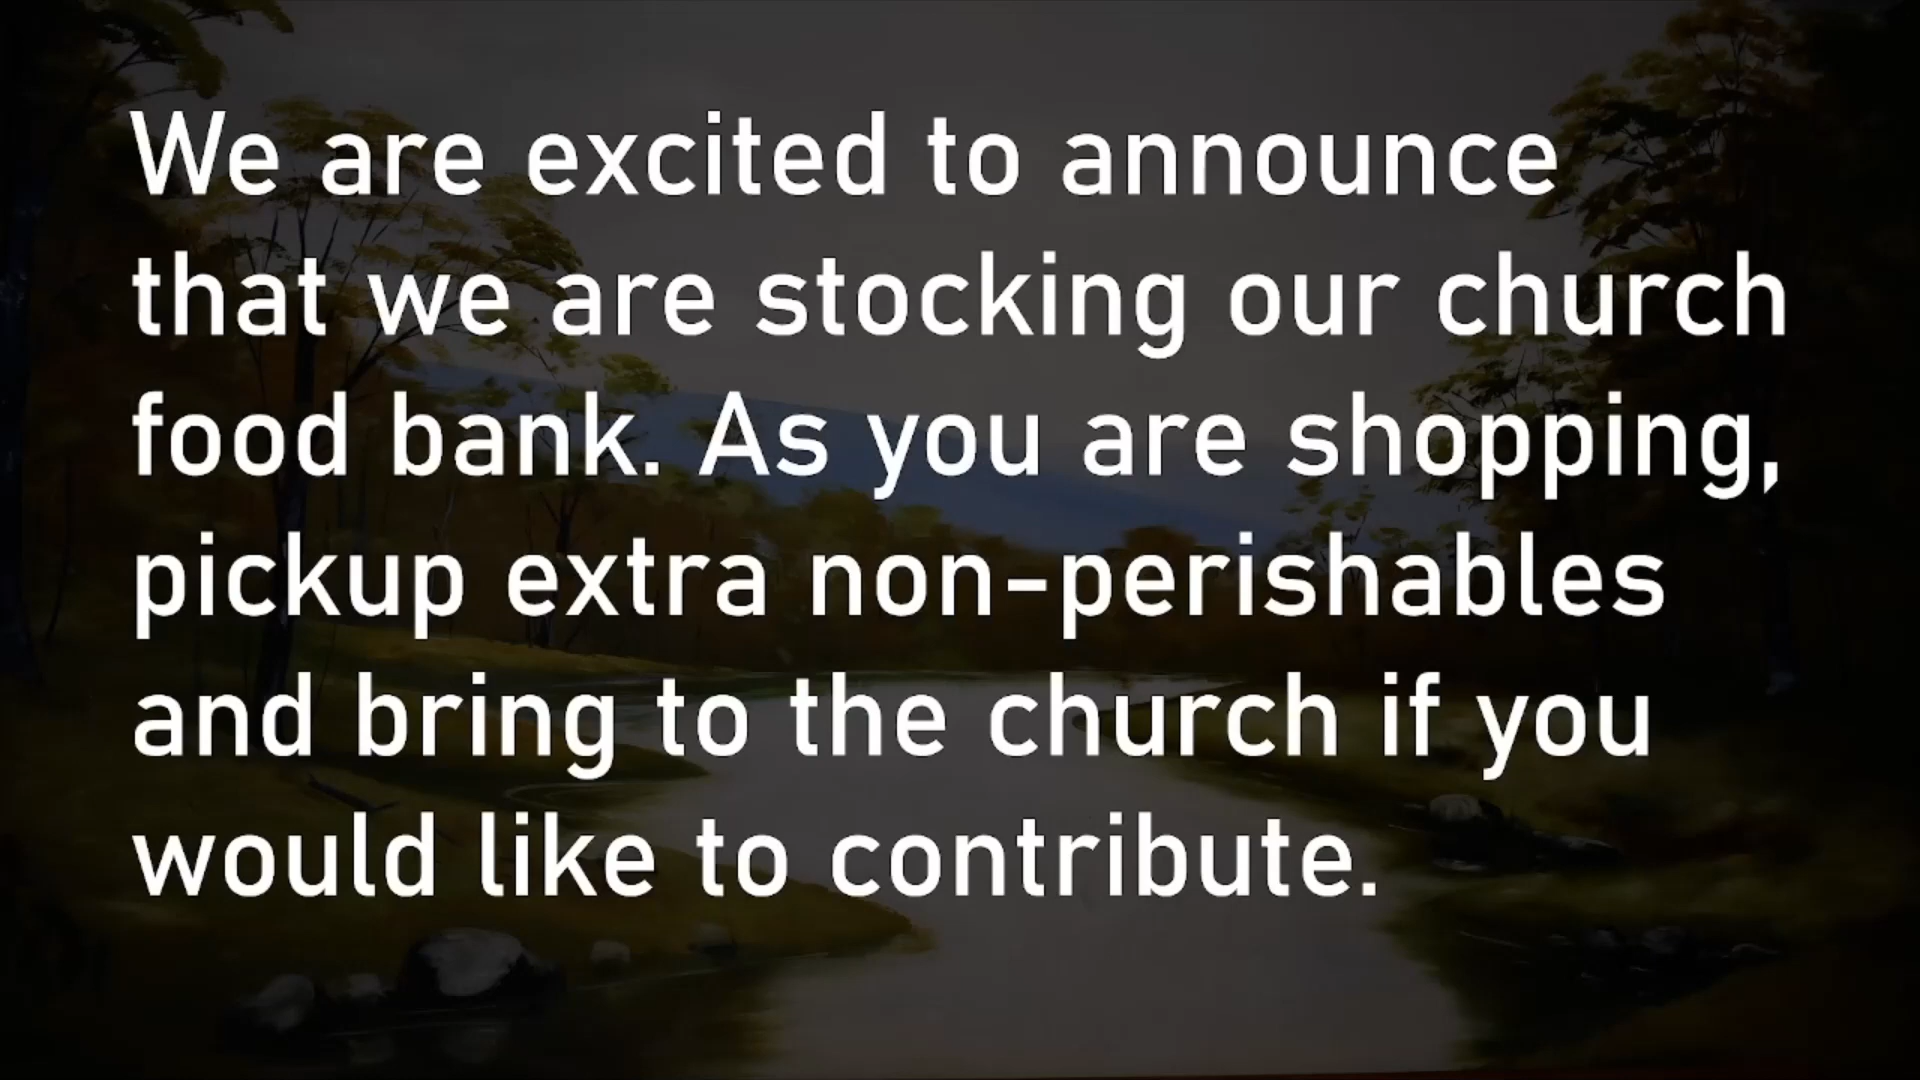 We are excited to announce
that we are stocking our church
food bank. As you are shopping,
pickup extra non-perishables
and bring to the church if you
would like to contribute.